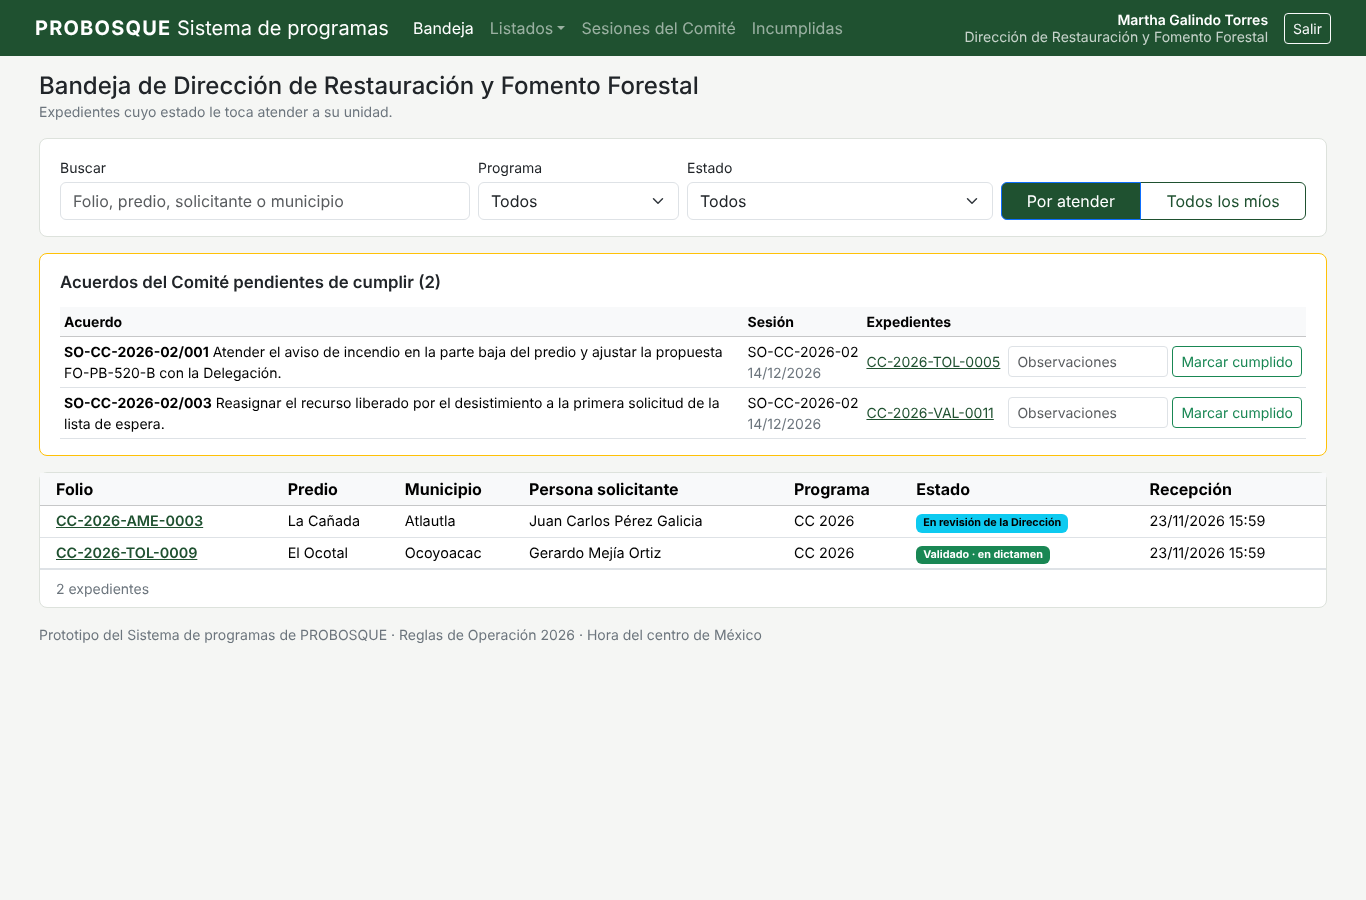 PROBOSQUE Sistema de programas Bandeja Listados Sesiones del Comité Incumplidas
Martha Galindo Torres
Dirección de Restauración y Fomento Forestal
Salir
Bandeja de Dirección de Restauración y Fomento Forestal
Expedientes cuyo estado le toca atender a su unidad.
Buscar Programa Estado
Folio, predio, solicitante o municipio Todos Todos Por atender Todos los míos
Acuerdos del Comité pendientes de cumplir (2)
Acuerdo Sesión Expedientes
SO-CC-2026-02/001 Atender el aviso de incendio en la parte baja del predio y ajustar la propuesta
FO-PB-520-B con la Delegación.
SO-CC-2026-02
14/12/2026
CC-2026-TOL-0005 Observaciones Marcar cumplido
SO-CC-2026-02/003 Reasignar el recurso liberado por el desistimiento a la primera solicitud de la
lista de espera.
SO-CC-2026-02
14/12/2026
CC-2026-VAL-0011 Observaciones Marcar cumplido
Folio Predio Municipio Persona solicitante Programa Estado Recepción
CC-2026-AME-0003 La Cañada Atlautla Juan Carlos Pérez Galicia CC 2026 En revisión de la Dirección 23/11/2026 15:59
CC-2026-TOL-0009 El Ocotal Ocoyoacac Gerardo Mejía Ortiz CC 2026 Validado · en dictamen 23/11/2026 15:59
2 expedientes
Prototipo del Sistema de programas de PROBOSQUE · Reglas de Operación 2026 · Hora del centro de México